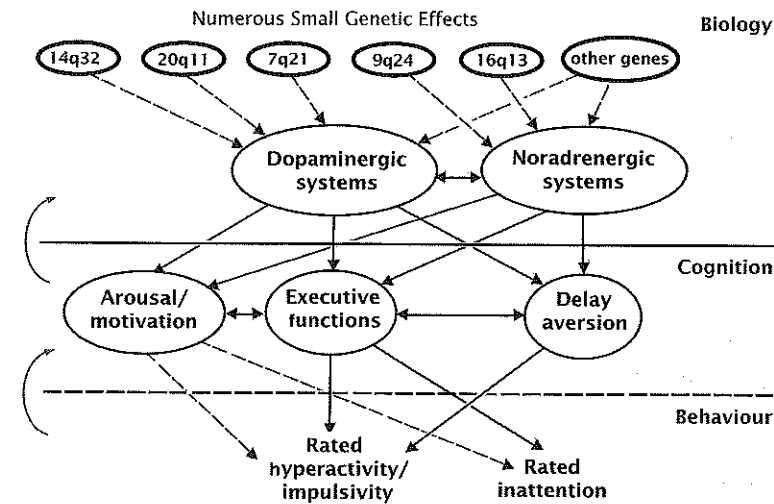 Numerous Small Genetic Effects
Biology
14q32
20q11
7q21
9q24
16q13
other genes
Dopaminergic
systems
Noradrenergic
systems
Cognition
Arousal/
motivation
Executive
functions
Delay
aversion
Behaviour
Rated
hyperactivity/
impulsivity
Rated
inattention